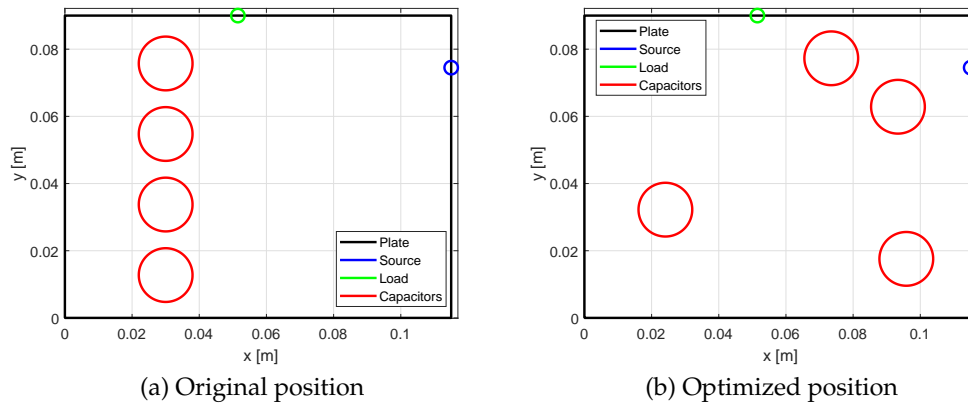 0.08
0.06
0.04
0.02
0
y [m]
0
0.02
0.04
0.06
0.08
0.1
x [m]
Plate
Source
Load
Capacitors
(a) Original position
0.08
0.06
0.04
0.02
0
y [m]
0
0.02
0.04
0.06
0.08
0.1
x [m]
Plate
Source
Load
Capacitors
(b) Optimized position